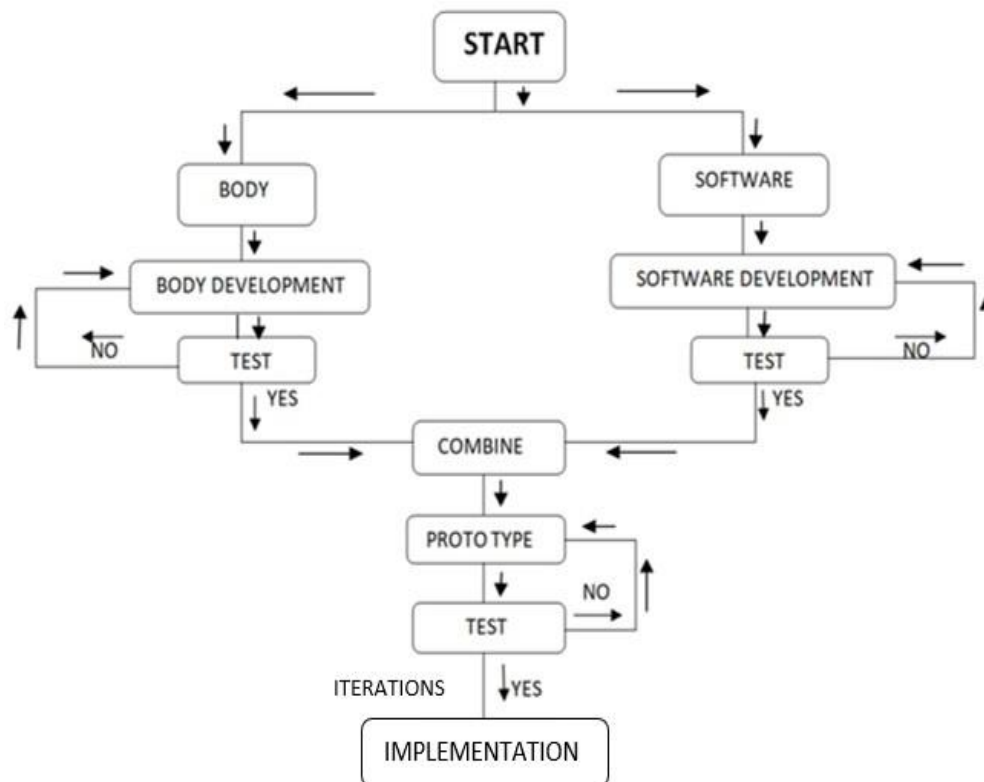 START
BODY
SOFTWARE
BODY DEVELOPMENT
SOFTWARE DEVELOPMENT
NO
TEST
TEST
NO
YES
YES
COMBINE
PROTO TYPE
NO
TEST
ITERATIONS
YES
IMPLEMENTATION